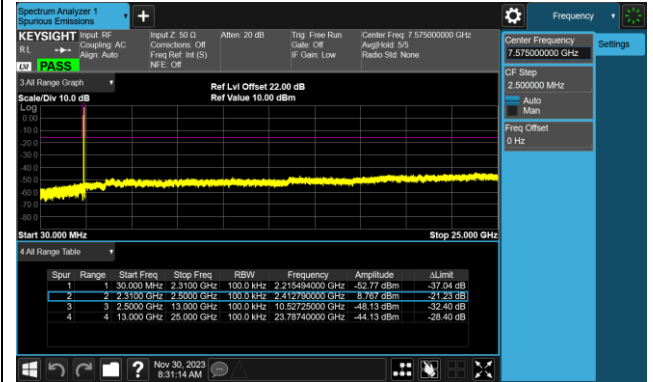 Spectrum Analyzer 1
Spurious Emissions
+
Frequency
KEYSIGHT
RL
LXI
PASS
Input: RF
Coupling: AC
Align: Auto
Input Z: 50 Ω
Corrections: Off
Freq Ref: Int (S)
NFE: Off
Atten: 20 dB
Trig: Free Run
Gate: Off
IF Gain: Low
Center Freq: 7.575000000 GHz
Avg|Hold: 5/5
Radio Std: None
Center Frequency
7.575000000 GHz
Settings
CF Step
2.500000 MHz
Auto
Man
Freq Offset
0 Hz
3 All Range Graph
Ref Lvl Offset 22.00 dB
Scale/Div 10.0 dB
Ref Value 10.00 dBm
Log
0.00
-10.0
-20.0
-30.0
-40.0
-50.0
-60.0
-70.0
-80.0
Start 30.000 MHz
Stop 25.000 GHz
4 All Range Table
Spur Range Start Freq Stop Freq RBW Frequency Amplitude ΔLimit
1 1 30.000 MHz 2.3100 GHz 100.0 kHz 2.215494000 GHz -52.77 dBm -37.04 dB
2 2 2.3100 GHz 2.5000 GHz 100.0 kHz 2.412790000 GHz 8.767 dBm -21.23 dB
3 3 2.5000 GHz 13.000 GHz 100.0 kHz 10.52725000 GHz -48.13 dBm -32.40 dB
4 4 13.000 GHz 25.000 GHz 100.0 kHz 23.78740000 GHz -44.13 dBm -28.40 dB
?
Nov 30, 2023
8:31:14 AM